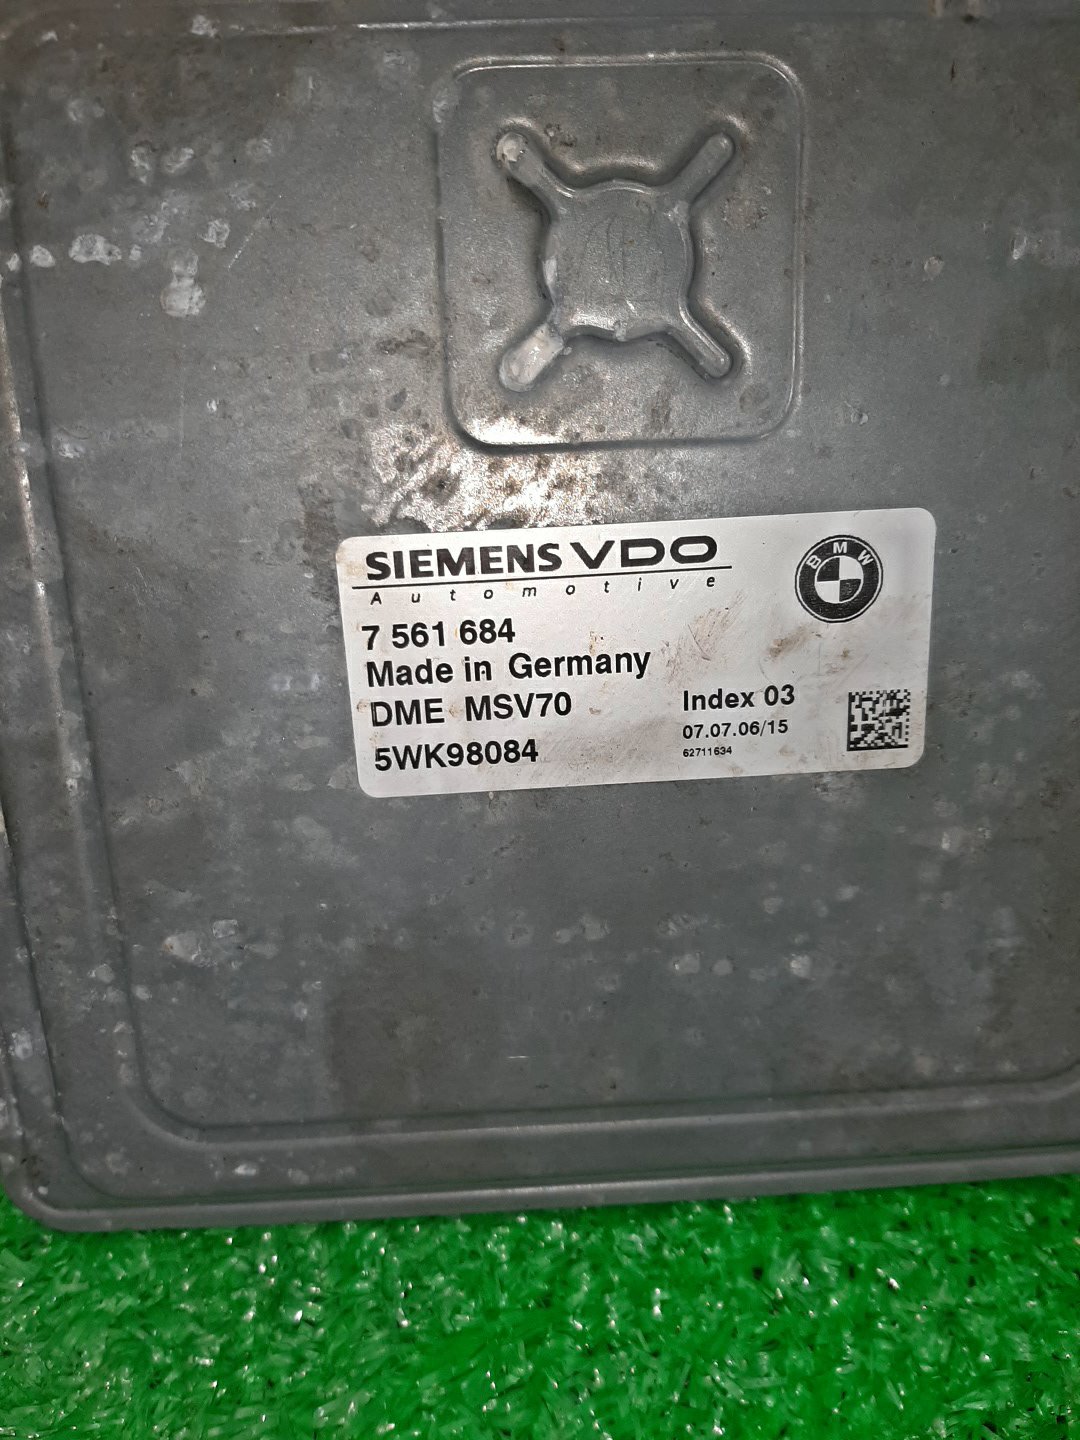 SIEMENS VDO
Automotive
BMW
7 561 684
Made in Germany
DME MSV70
Index 03
07.07.06/15
5WK98084
62711634